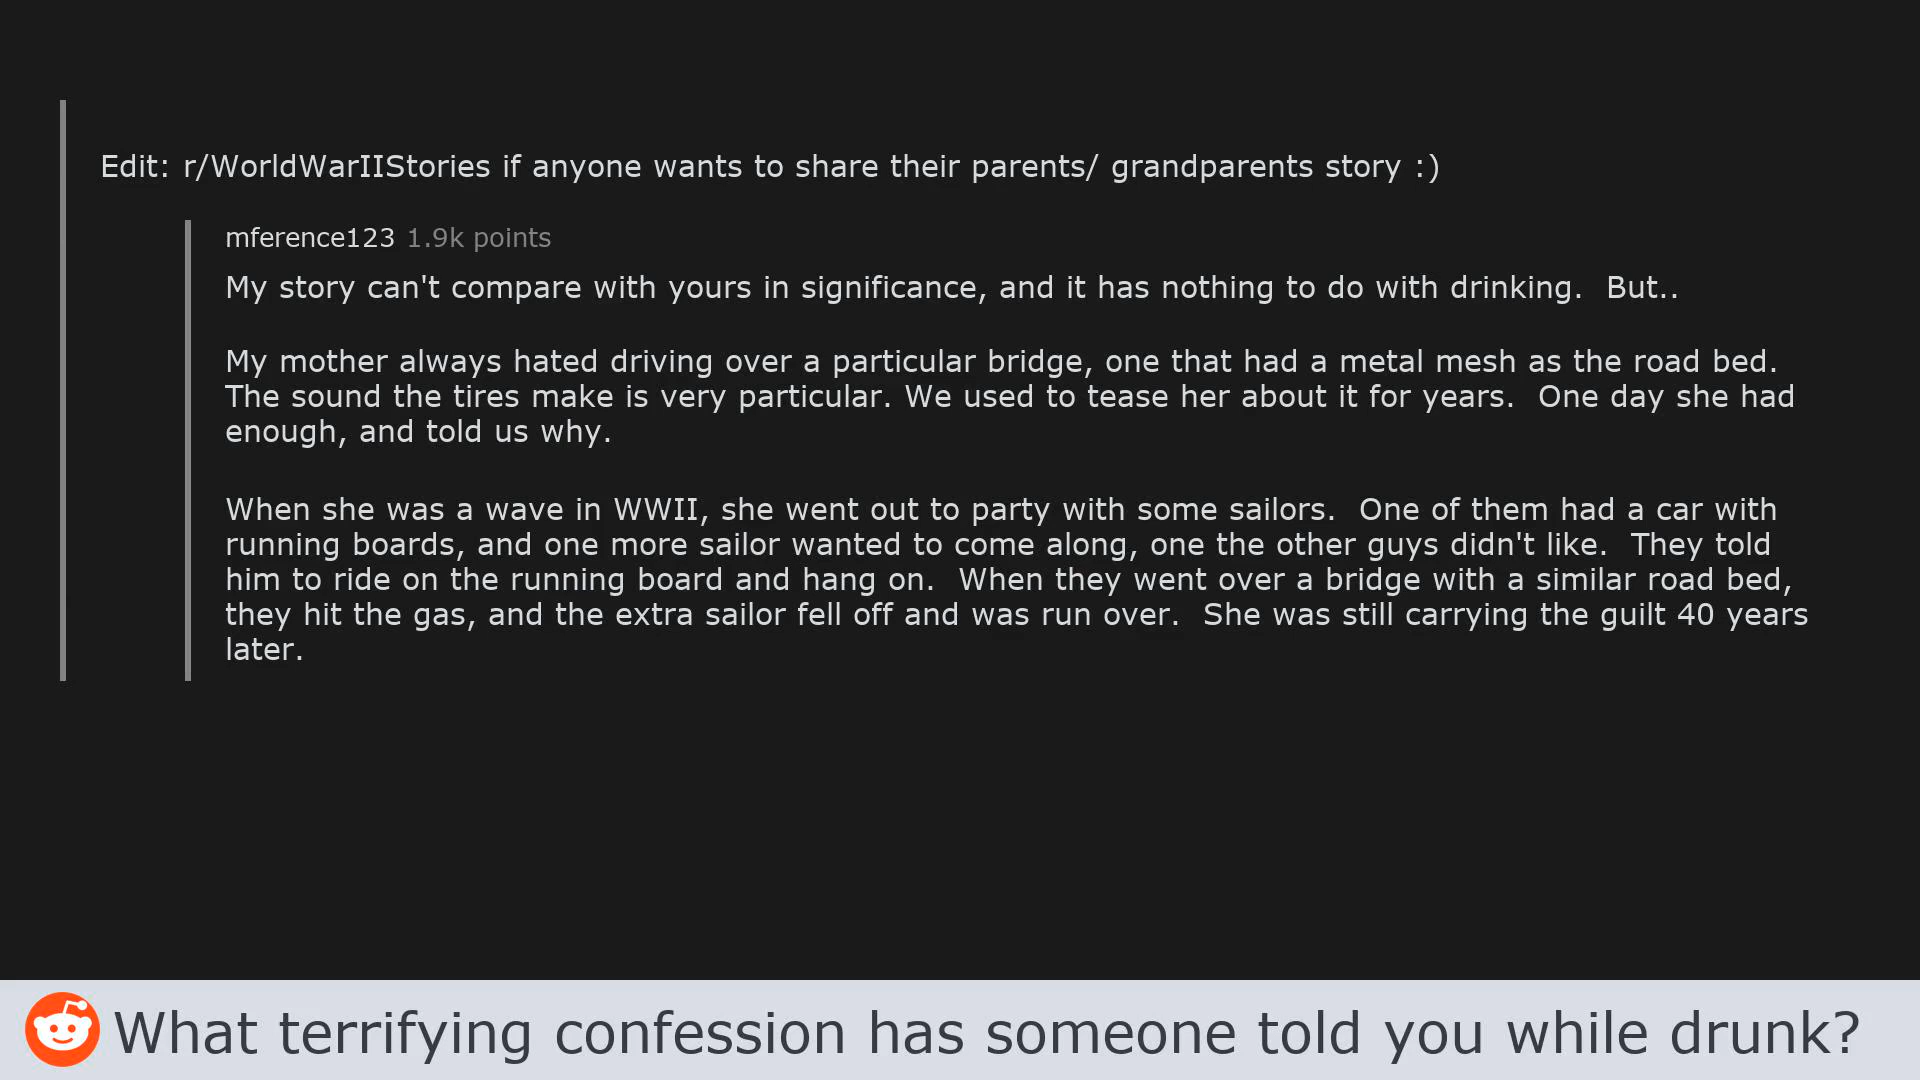 Edit: r/WorldWarIIStories if anyone wants to share their parents/ grandparents story :)
mference123 1.9k points
My story can't compare with yours in significance, and it has nothing to do with drinking.  But..
My mother always hated driving over a particular bridge, one that had a metal mesh as the road bed.
The sound the tires make is very particular. We used to tease her about it for years.  One day she had
enough, and told us why.
When she was a wave in WWII, she went out to party with some sailors.  One of them had a car with
running boards, and one more sailor wanted to come along, one the other guys didn't like.  They told
him to ride on the running board and hang on.  When they went over a bridge with a similar road bed,
they hit the gas, and the extra sailor fell off and was run over.  She was still carrying the guilt 40 years
later.
What terrifying confession has someone told you while drunk?